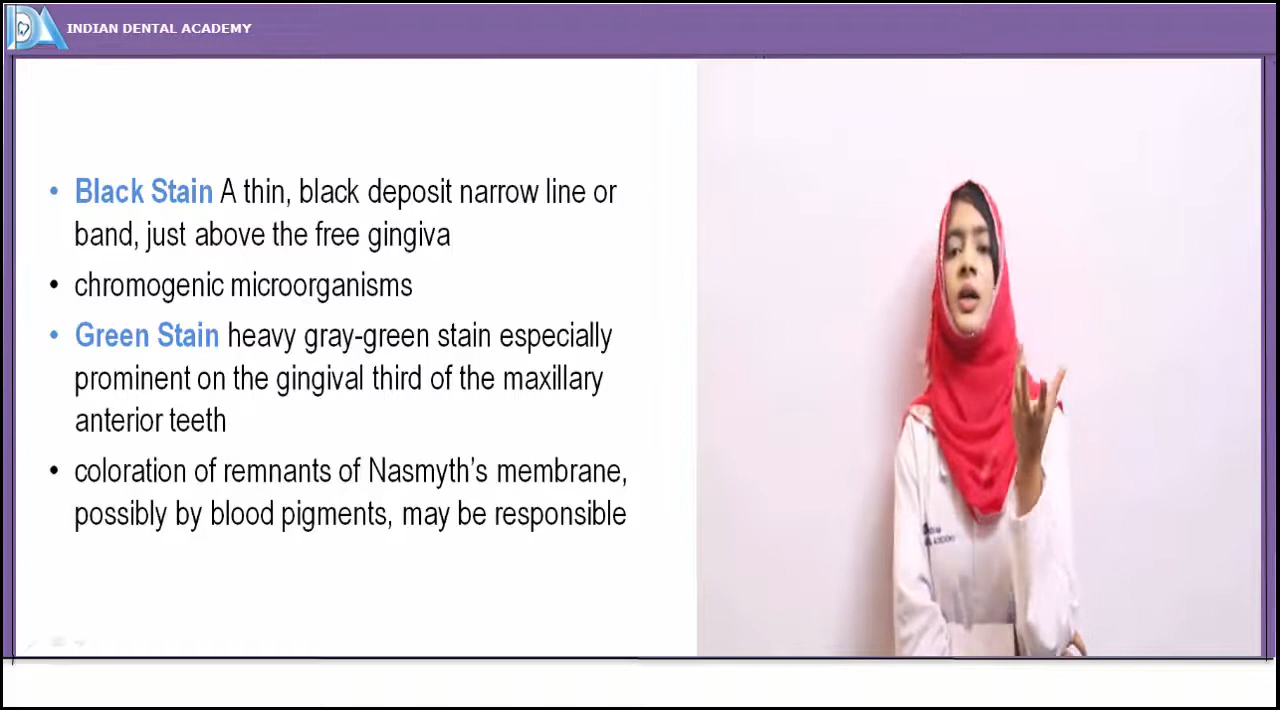 INDIAN DENTAL ACADEMY
• Black Stain A thin, black deposit narrow line or
band, just above the free gingiva
• chromogenic microorganisms
• Green Stain heavy gray-green stain especially
prominent on the gingival third of the maxillary
anterior teeth
• coloration of remnants of Nasmyth’s membrane,
possibly by blood pigments, may be responsible